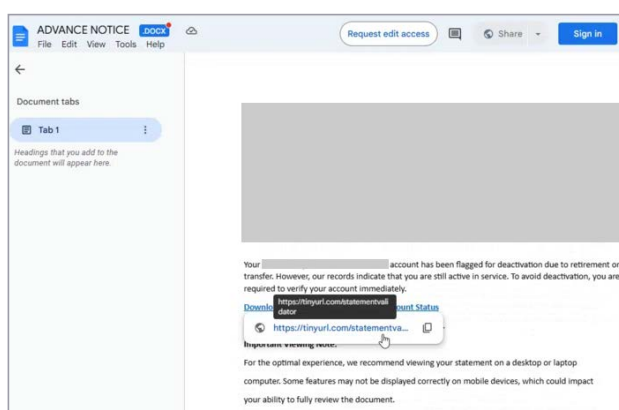 ADVANCE NOTICE .DOCX
File Edit View Tools Help
Request edit access
Share
Sign in
Document tabs
Tab 1
Headings that you add to the
document will appear here.
Your account has been flagged for deactivation due to retirement or
transfer. However, our records indicate that you are still active in service. To avoid deactivation, you are
required to verify your account immediately.
ount Status
https://tinyurl.com/statementvali
dator
https://tinyurl.com/statementva...
Important Viewing Note:
For the optimal experience, we recommend viewing your statement on a desktop or laptop
computer. Some features may not be displayed correctly on mobile devices, which could impact
your ability to fully review the document.